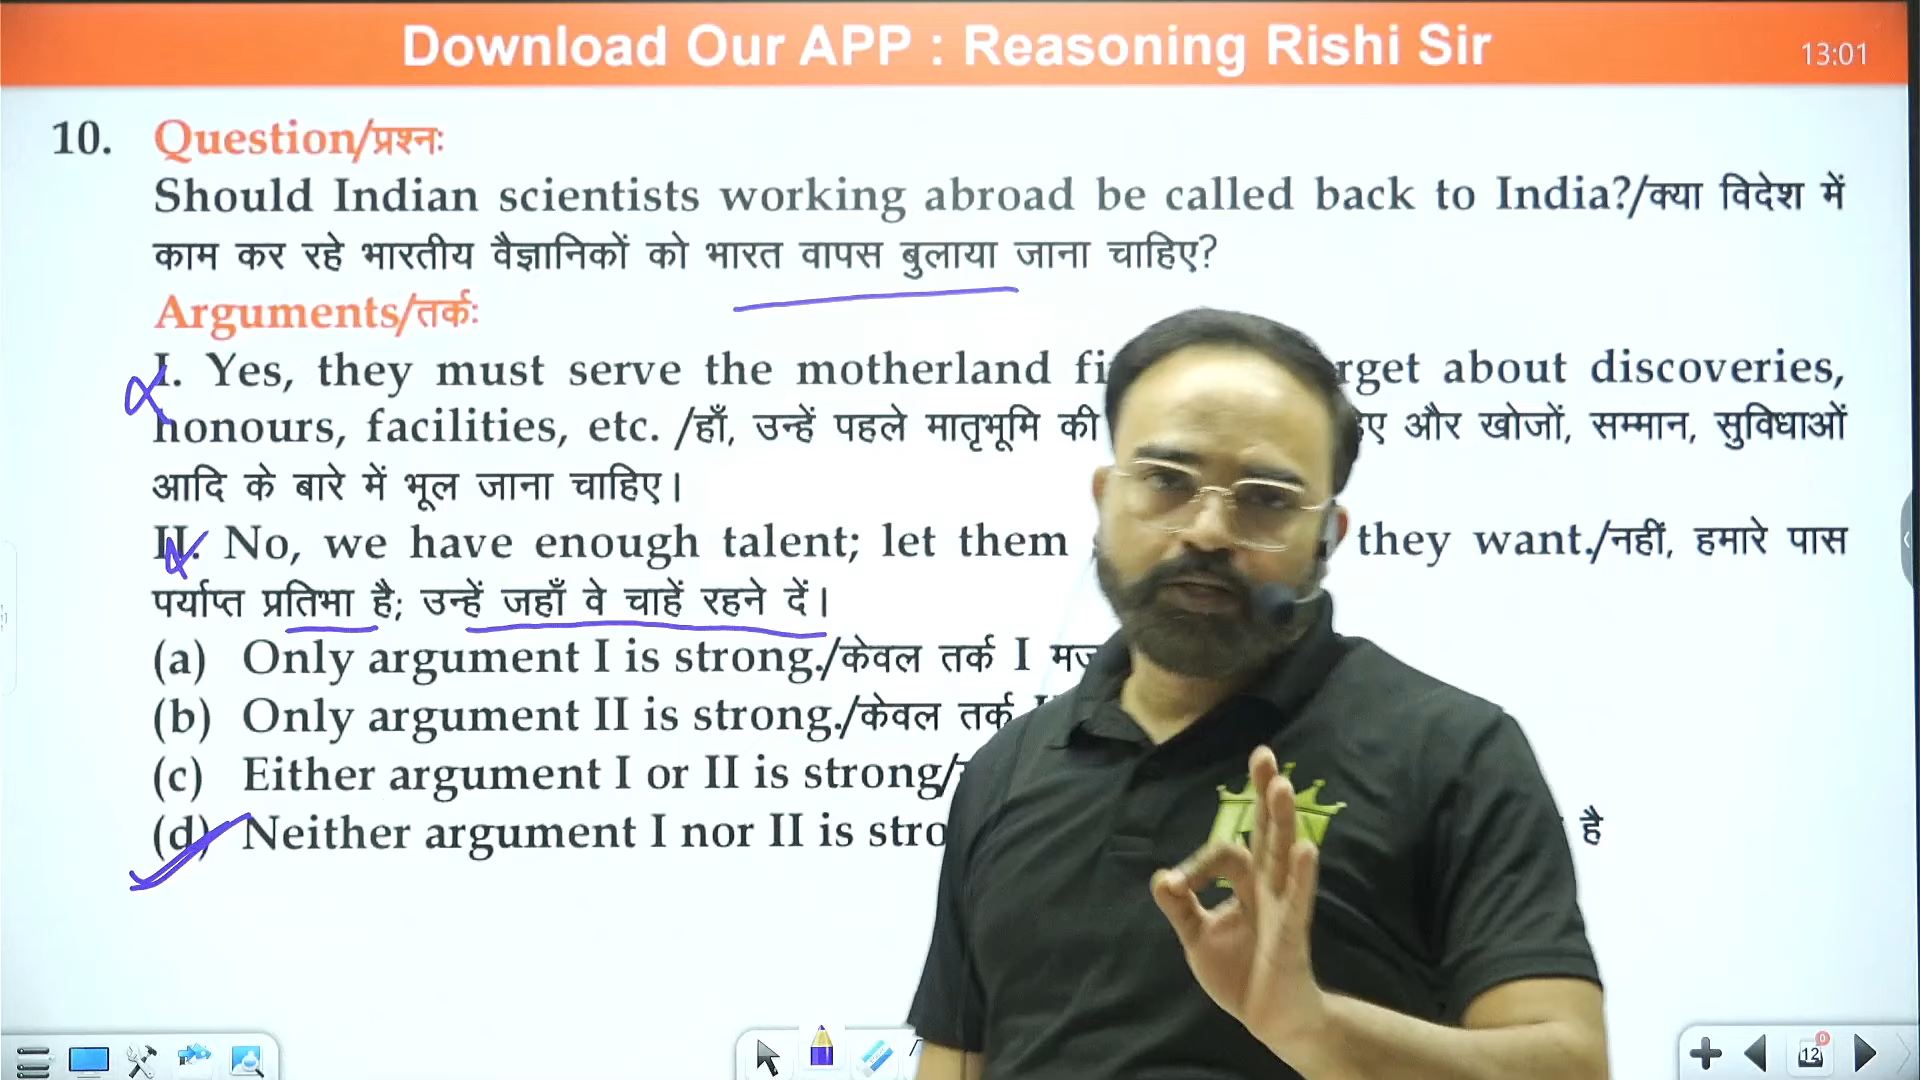 Download Our APP : Reasoning Rishi Sir
13:01
10. Question/प्रश्नः
Should Indian scientists working abroad be called back to India?/क्या विदेश में
काम कर रहे भारतीय वैज्ञानिकों को भारत वापस बुलाया जाना चाहिए?
Arguments/तर्कः
I. Yes, they must serve the motherland about discoveries,
honours, facilities, etc. /हाँ, उन्हें पहले मातृभूमि की और खोजों, सम्मान, सुविधाओं
आदि के बारे में भूल जाना चाहिए।
II. No, we have enough talent; let them they want./नहीं, हमारे पास
पर्याप्त प्रतिभा है; उन्हें जहाँ वे चाहें रहने दें।
(a) Only argument I is strong./केवल तर्क I
(b) Only argument II is strong./केवल तर्क
(c) Either argument I or II is strong/
(d) Neither argument I nor II is है
12
0